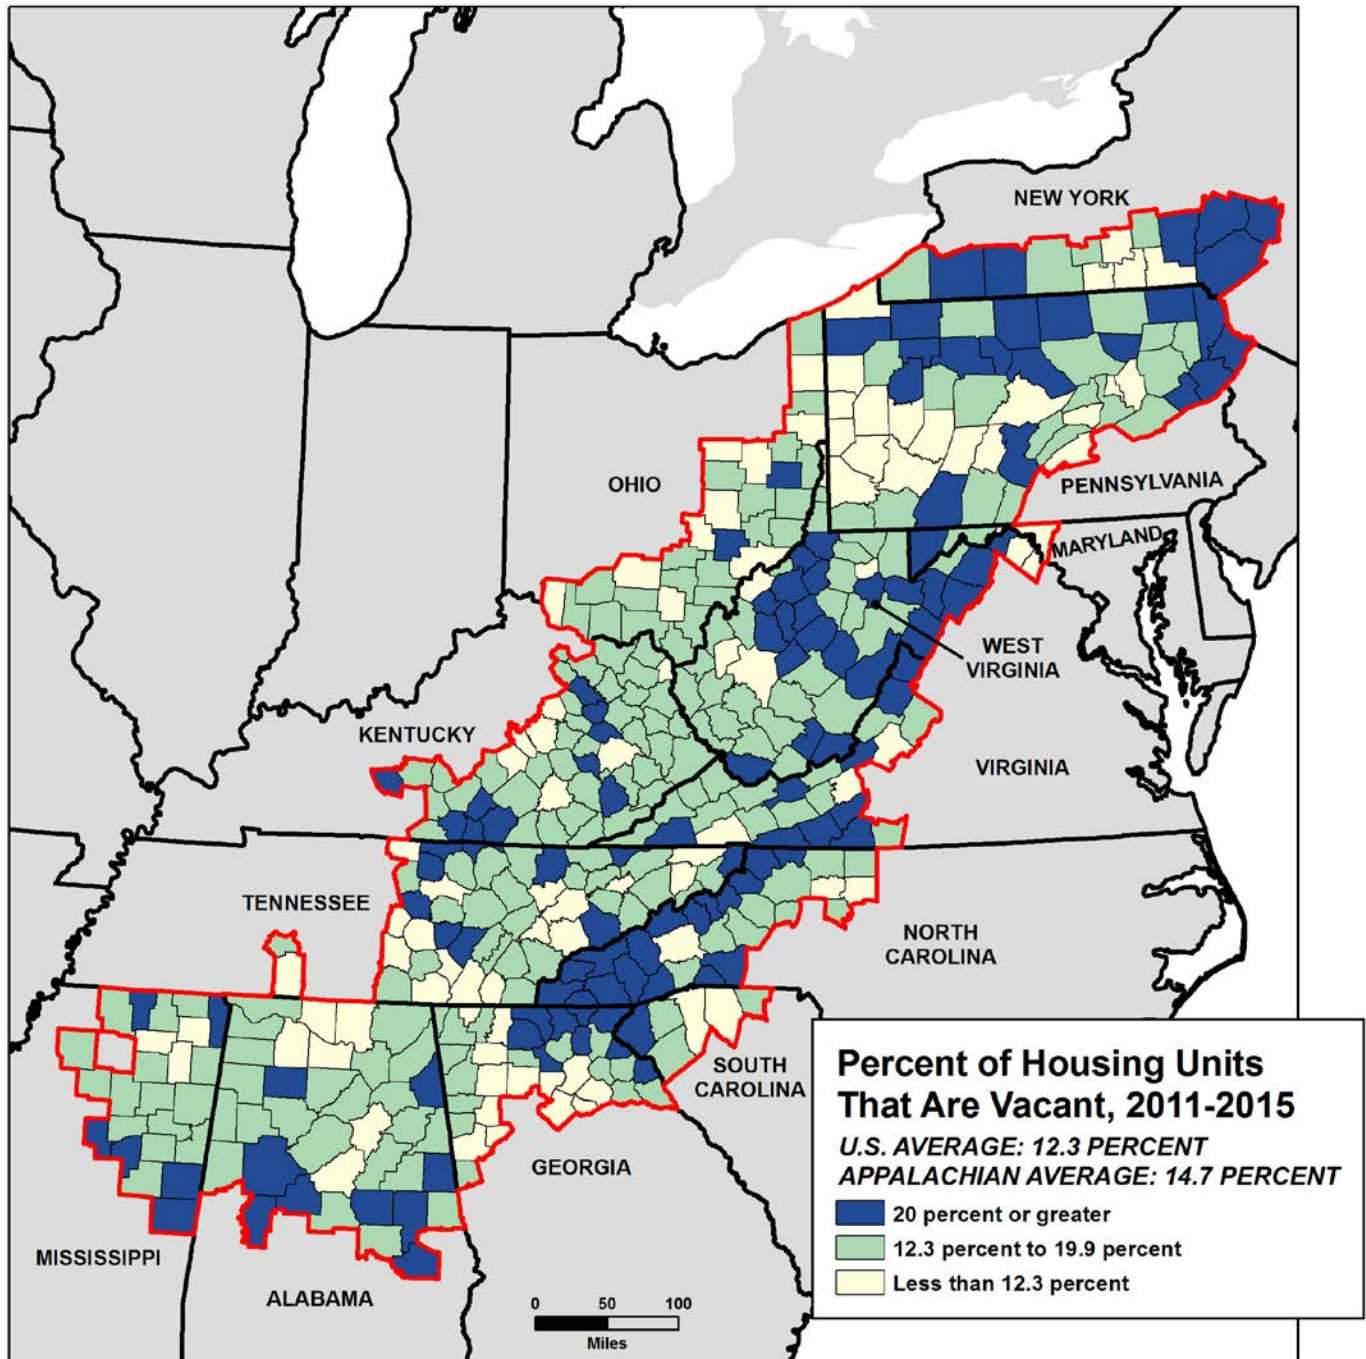 NEW YORK
OHIO
PENNSYLVANIA
MARYLAND
WEST
VIRGINIA
KENTUCKY
VIRGINIA
TENNESSEE
NORTH
CAROLINA
SOUTH
CAROLINA
GEORGIA
MISSISSIPPI
ALABAMA
0 50 100
Miles
Percent of Housing Units
That Are Vacant, 2011-2015
U.S. AVERAGE: 12.3 PERCENT
APPALACHIAN AVERAGE: 14.7 PERCENT
20 percent or greater
12.3 percent to 19.9 percent
Less than 12.3 percent